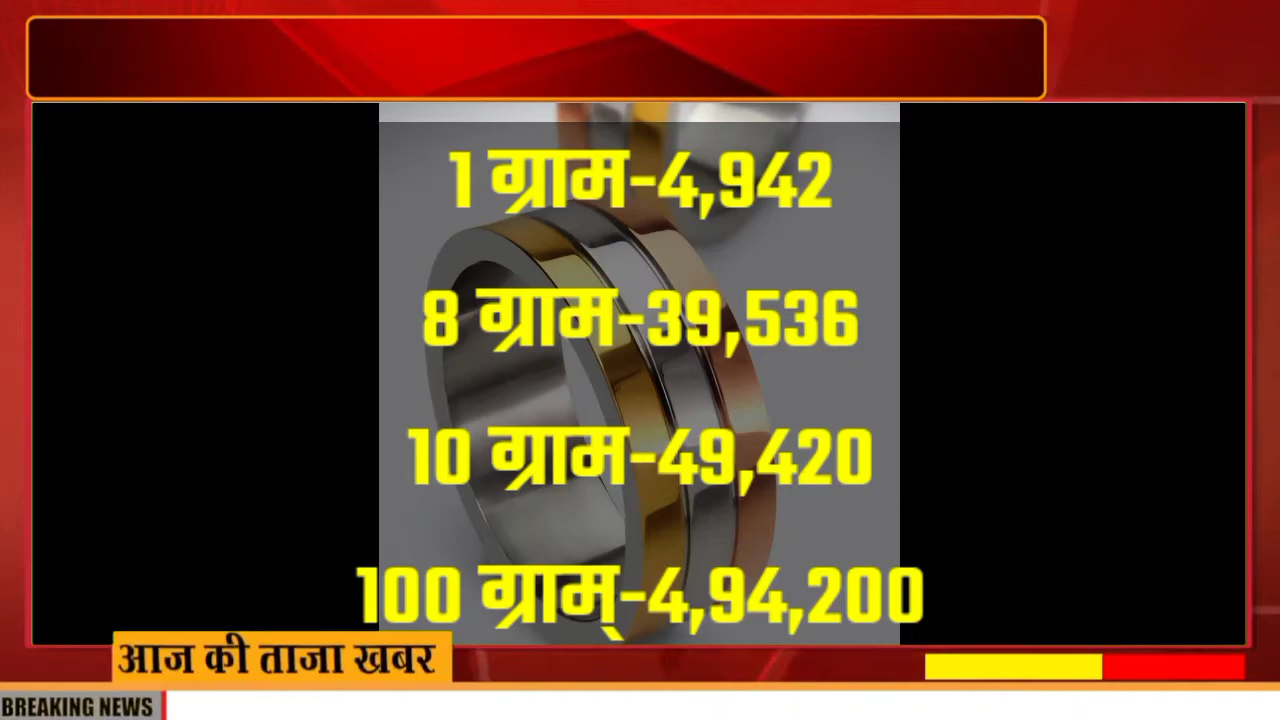 1 ग्राम-4,942
8 ग्राम-39,536
10 ग्राम-49,420
100 ग्राम्-4,94,200
आज की ताजा खबर
BREAKING NEWS